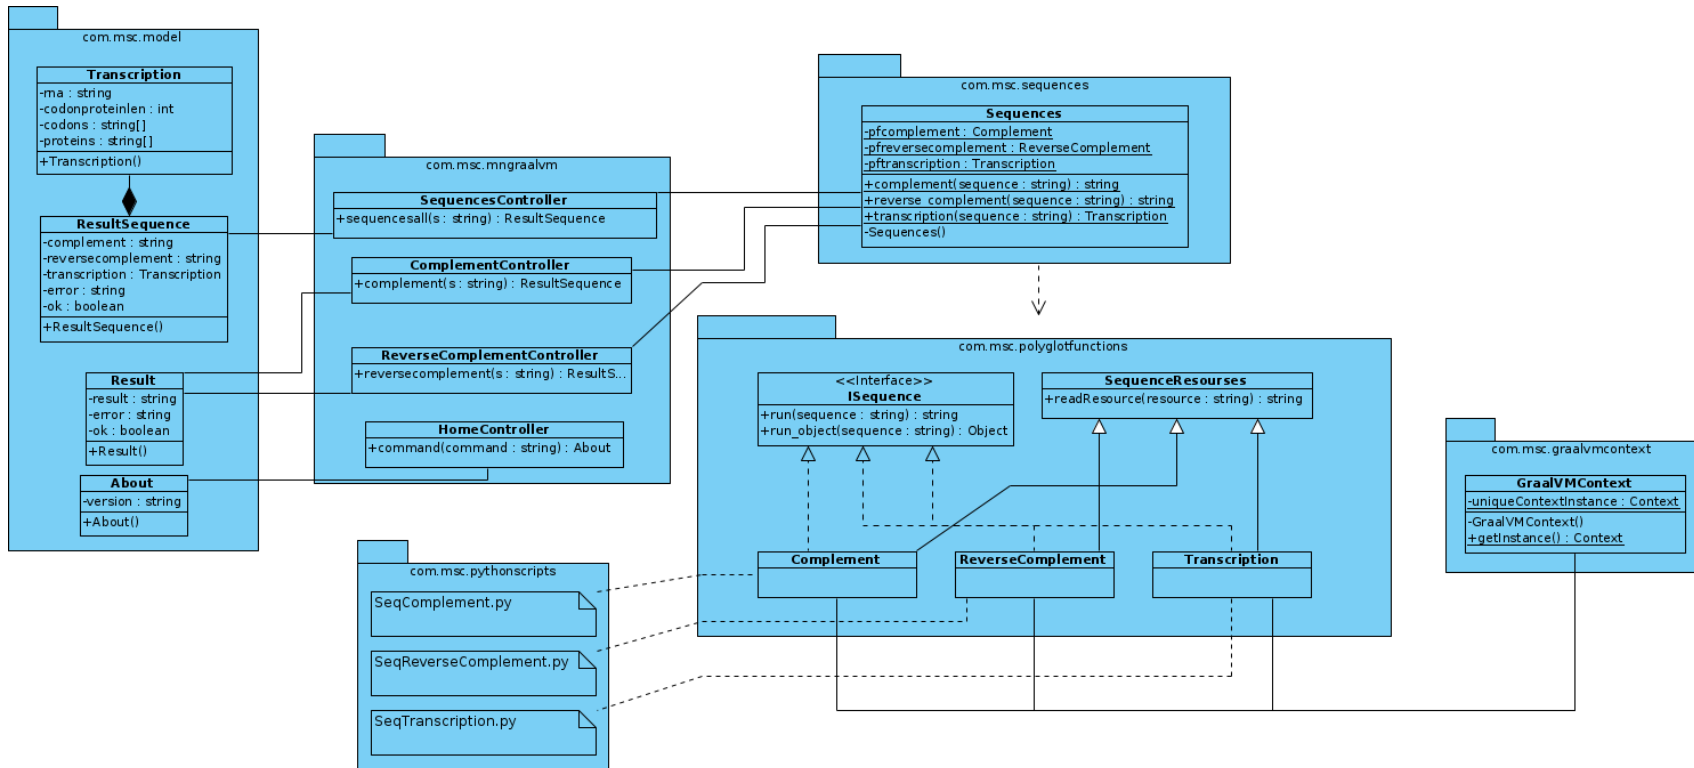 com.msc.model
Transcription
-rna : string
-codonproteinlen : int
-codons : string[]
-proteins : string[]
+Transcription()
ResultSequence
-complement : string
-reversecomplement : string
-transcription : Transcription
-error : string
-ok : boolean
+ResultSequence()
Result
-result : string
-error : string
-ok : boolean
+Result()
About
-version : string
+About()
com.msc.mngraalvm
SequencesController
+sequencesall(s : string) : ResultSequence
ComplementController
+complement(s : string) : ResultSequence
ReverseComplementController
+reversecomplement(s : string) : ResultS...
HomeController
+command(command : string) : About
com.msc.sequences
Sequences
-pfcomplement : Complement
-pfreversecomplement : ReverseComplement
-pftranscription : Transcription
+complement(sequence : string) : string
+reverse_complement(sequence : string) : string
+transcription(sequence : string) : Transcription
-Sequences()
com.msc.polyglotfunctions
<<Interface>>
ISequence
+run(sequence : string) : string
+run_object(sequence : string) : Object
SequenceResourses
+readResource(resource : string) : string
Complement
ReverseComplement
Transcription
com.msc.graalvmcontext
GraalVMContext
-uniqueContextInstance : Context
-GraalVMContext()
+getInstance() : Context
com.msc.pythonscripts
SeqComplement.py
SeqReverseComplement.py
SeqTranscription.py